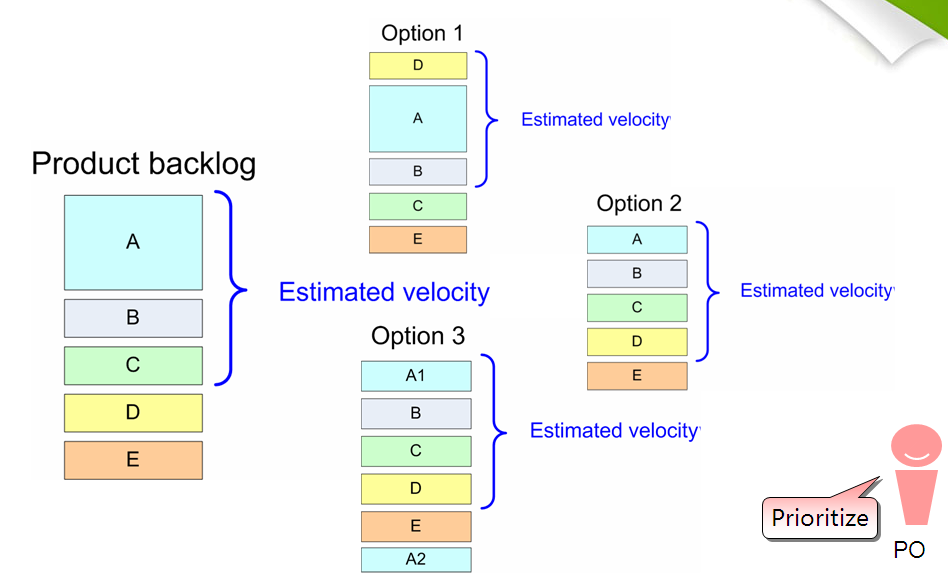 Product backlog
A
B
C
D
E
Estimated velocity
Option 1
D
A
B
C
E
Estimated velocity
Option 2
A
B
C
D
E
Estimated velocity
Option 3
A1
B
C
D
E
A2
Estimated velocity
Prioritize
PO